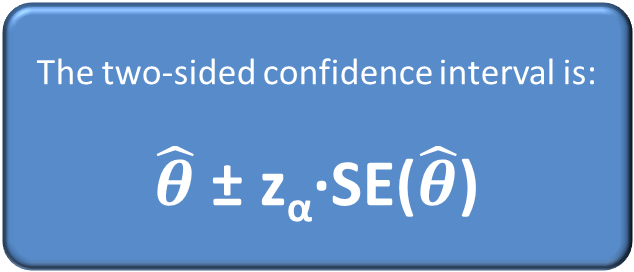 The two-sided confidence interval is:
θ̂ ± zα·SE(θ̂)